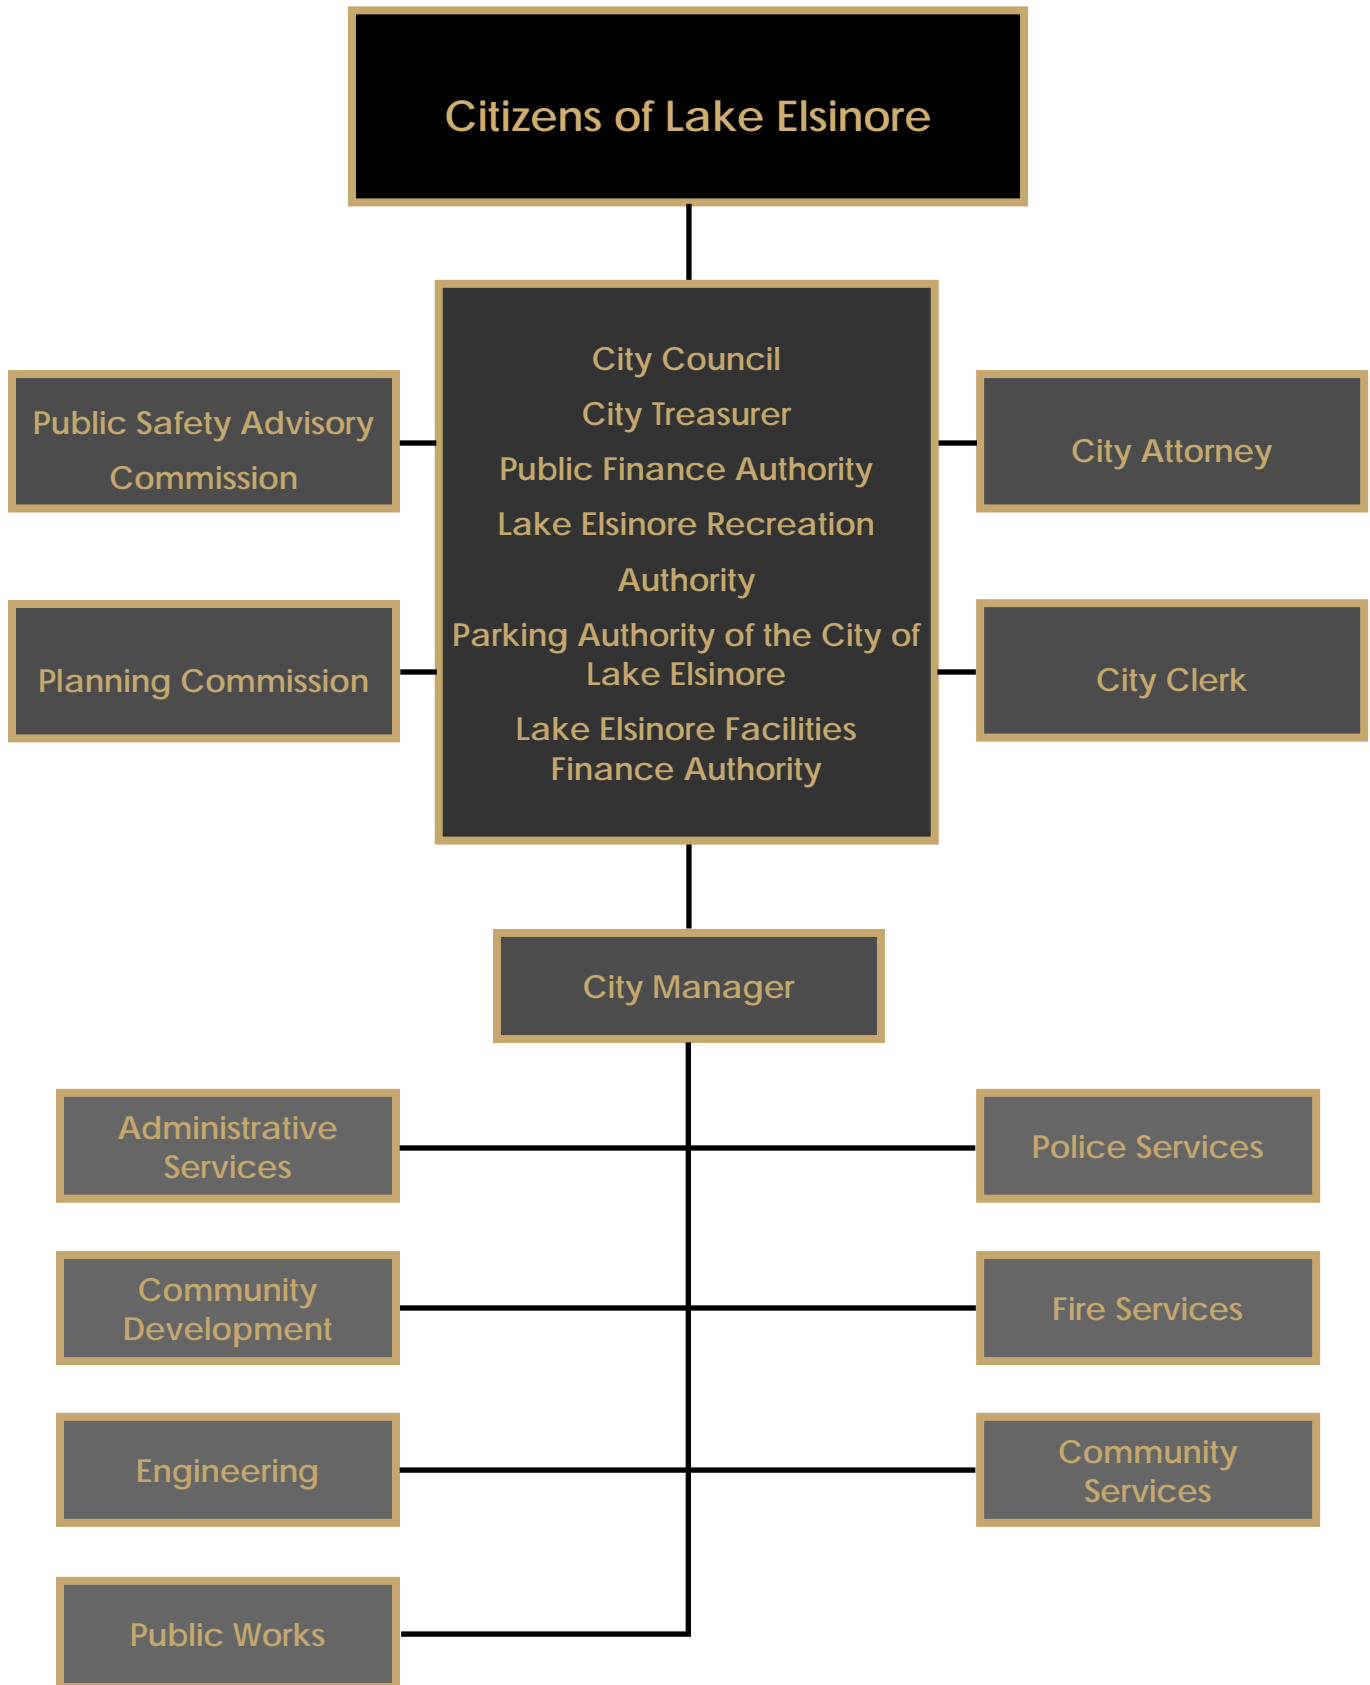 Citizens of Lake Elsinore
City Council
City Treasurer
Public Finance Authority
Lake Elsinore Recreation
Authority
Parking Authority of the City of
Lake Elsinore
Lake Elsinore Facilities
Finance Authority
Public Safety Advisory
Commission
City Attorney
Planning Commission
City Clerk
City Manager
Administrative
Services
Police Services
Community
Development
Fire Services
Engineering
Community
Services
Public Works